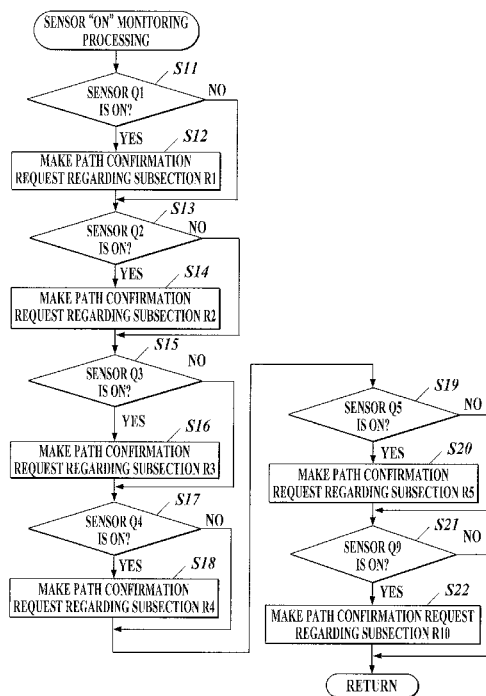 SENSOR "ON" MONITORING
PROCESSING
S11
SENSOR Q1
IS ON?
NO
YES
S12
MAKE PATH CONFIRMATION
REQUEST REGARDING SUBSECTION R1
S13
SENSOR Q2
IS ON?
NO
YES
S14
MAKE PATH CONFIRMATION
REQUEST REGARDING SUBSECTION R2
S15
SENSOR Q3
IS ON?
NO
YES
S16
MAKE PATH CONFIRMATION
REQUEST REGARDING SUBSECTION R3
S17
SENSOR Q4
IS ON?
NO
YES
S18
MAKE PATH CONFIRMATION
REQUEST REGARDING SUBSECTION R4
S19
SENSOR Q5
IS ON?
NO
YES
S20
MAKE PATH CONFIRMATION
REQUEST REGARDING SUBSECTION R5
S21
SENSOR Q9
IS ON?
NO
YES
S22
MAKE PATH CONFIRMATION REQUEST
REGARDING SUBSECTION R10
RETURN